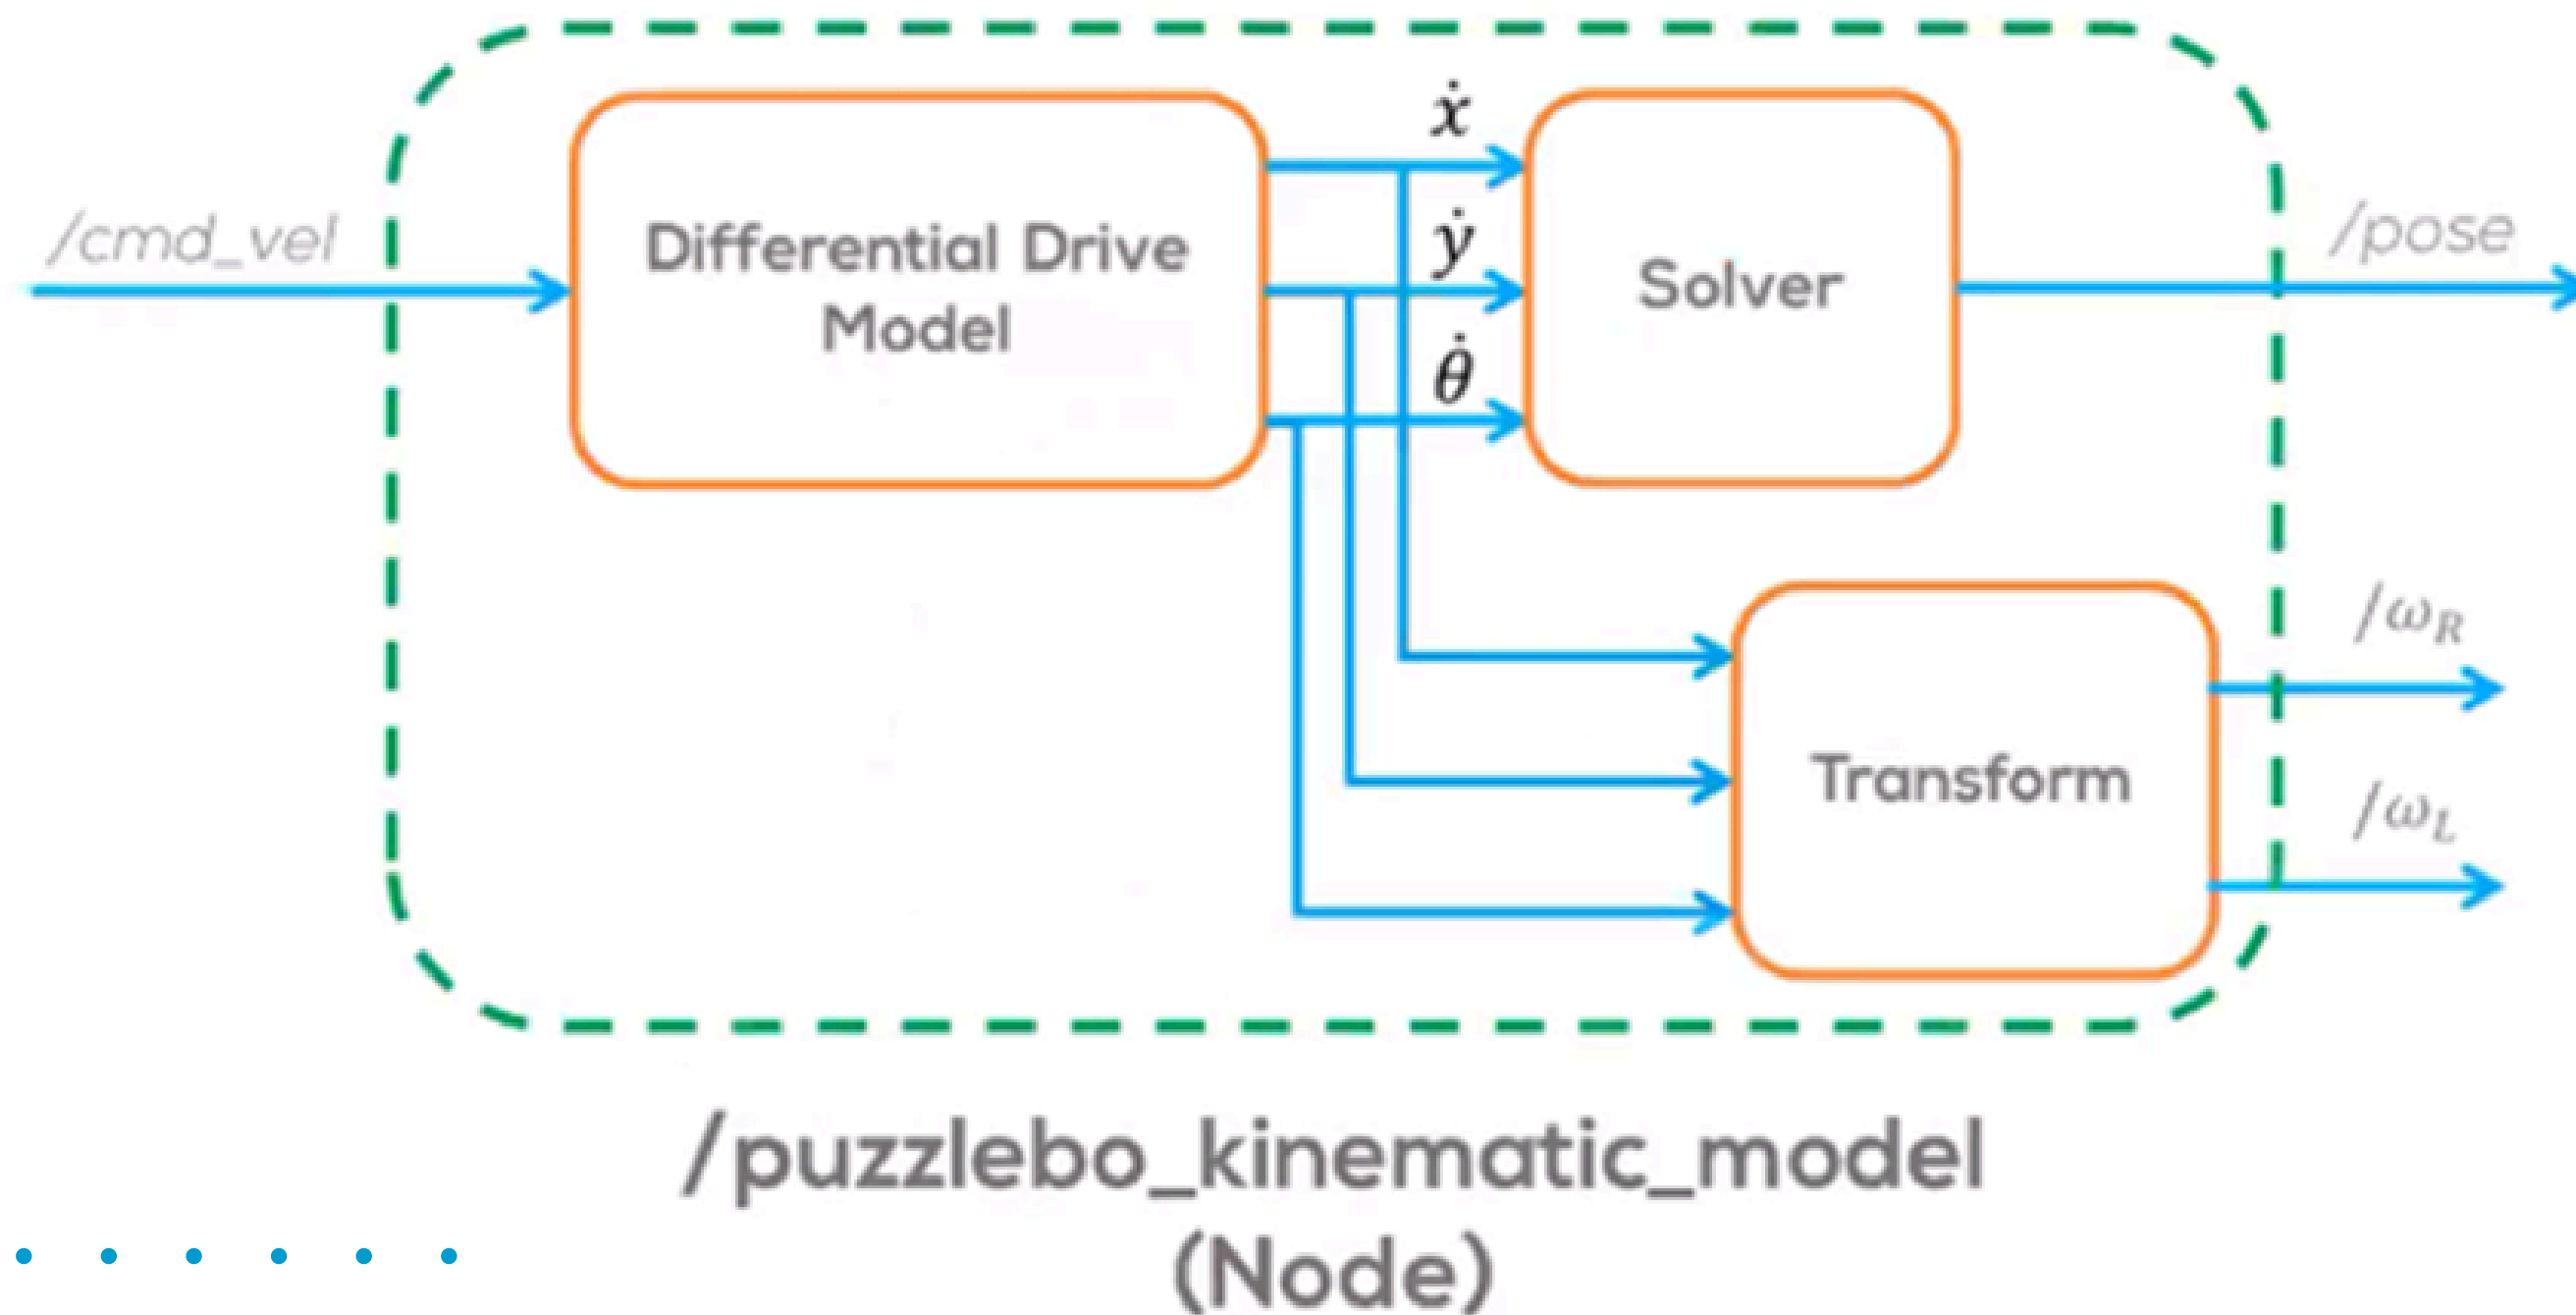 /cmd_vel
Differential Drive
Model
ẋ
ẏ
θ̇
Solver
/pose
Transform
/ω_R
/ω_L
/puzzlebo_kinematic_model
(Node)